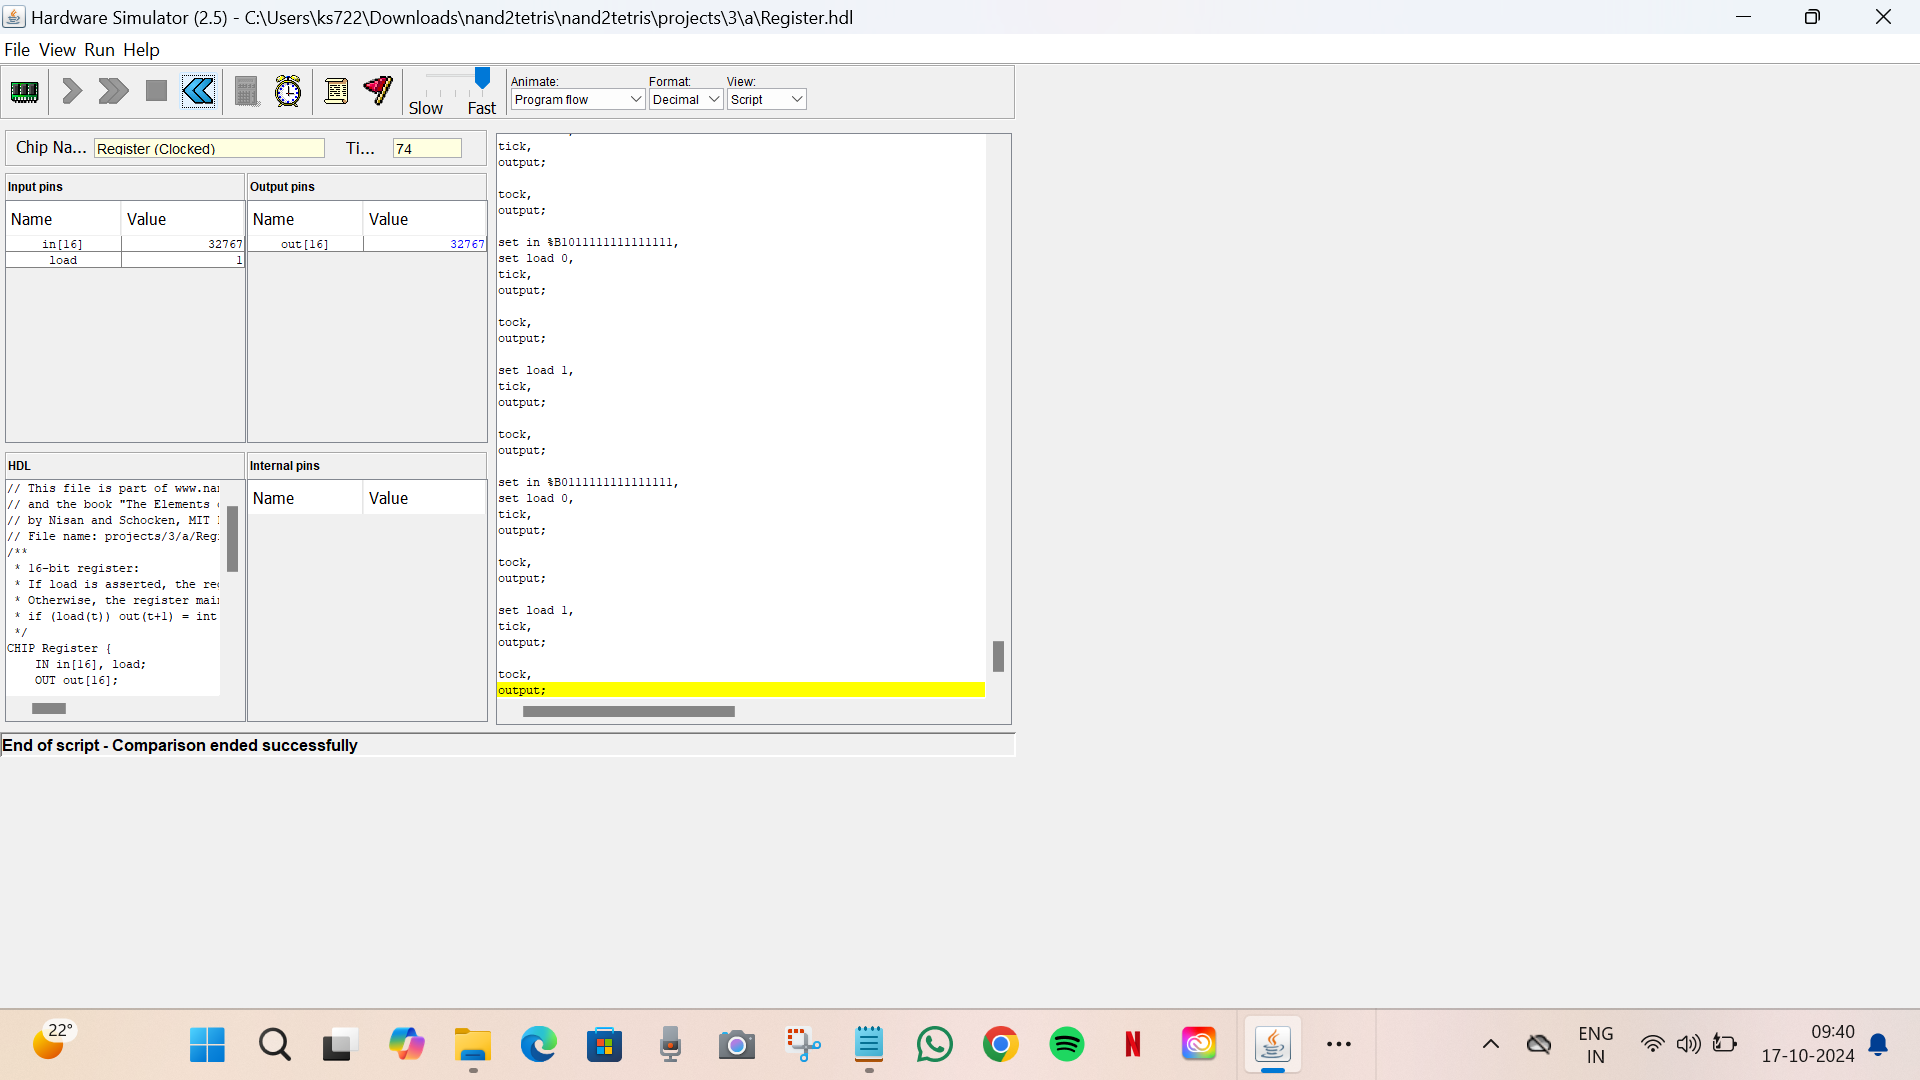 Hardware Simulator (2.5) - C:\Users\ks722\Downloads\nand2tetris\nand2tetris\projects\3\a\Register.hdl
File View Run Help
Slow Fast
Animate:
Program flow
Format:
Decimal
View:
Script
Chip Na... Register (Clocked) Ti... 74
Input pins
Name Value
in[16] 32767
load 1
Output pins
Name Value
out[16] 32767
HDL
// This file is part of www.nan
// and the book "The Elements
// by Nisan and Schocken, MIT
// File name: projects/3/a/Reg
/**
* 16-bit register:
* If load is asserted, the re
* Otherwise, the register mai
* if (load(t)) out(t+1) = int
*/
CHIP Register {
IN in[16], load;
OUT out[16];
Internal pins
Name Value
tick,
output;
tock,
output;
set in %B1011111111111111,
set load 0,
tick,
output;
tock,
output;
set load 1,
tick,
output;
tock,
output;
set in %B0111111111111111,
set load 0,
tick,
output;
tock,
output;
set load 1,
tick,
output;
tock,
output;
End of script - Comparison ended successfully
22°
ENG
IN
09:40
17-10-2024